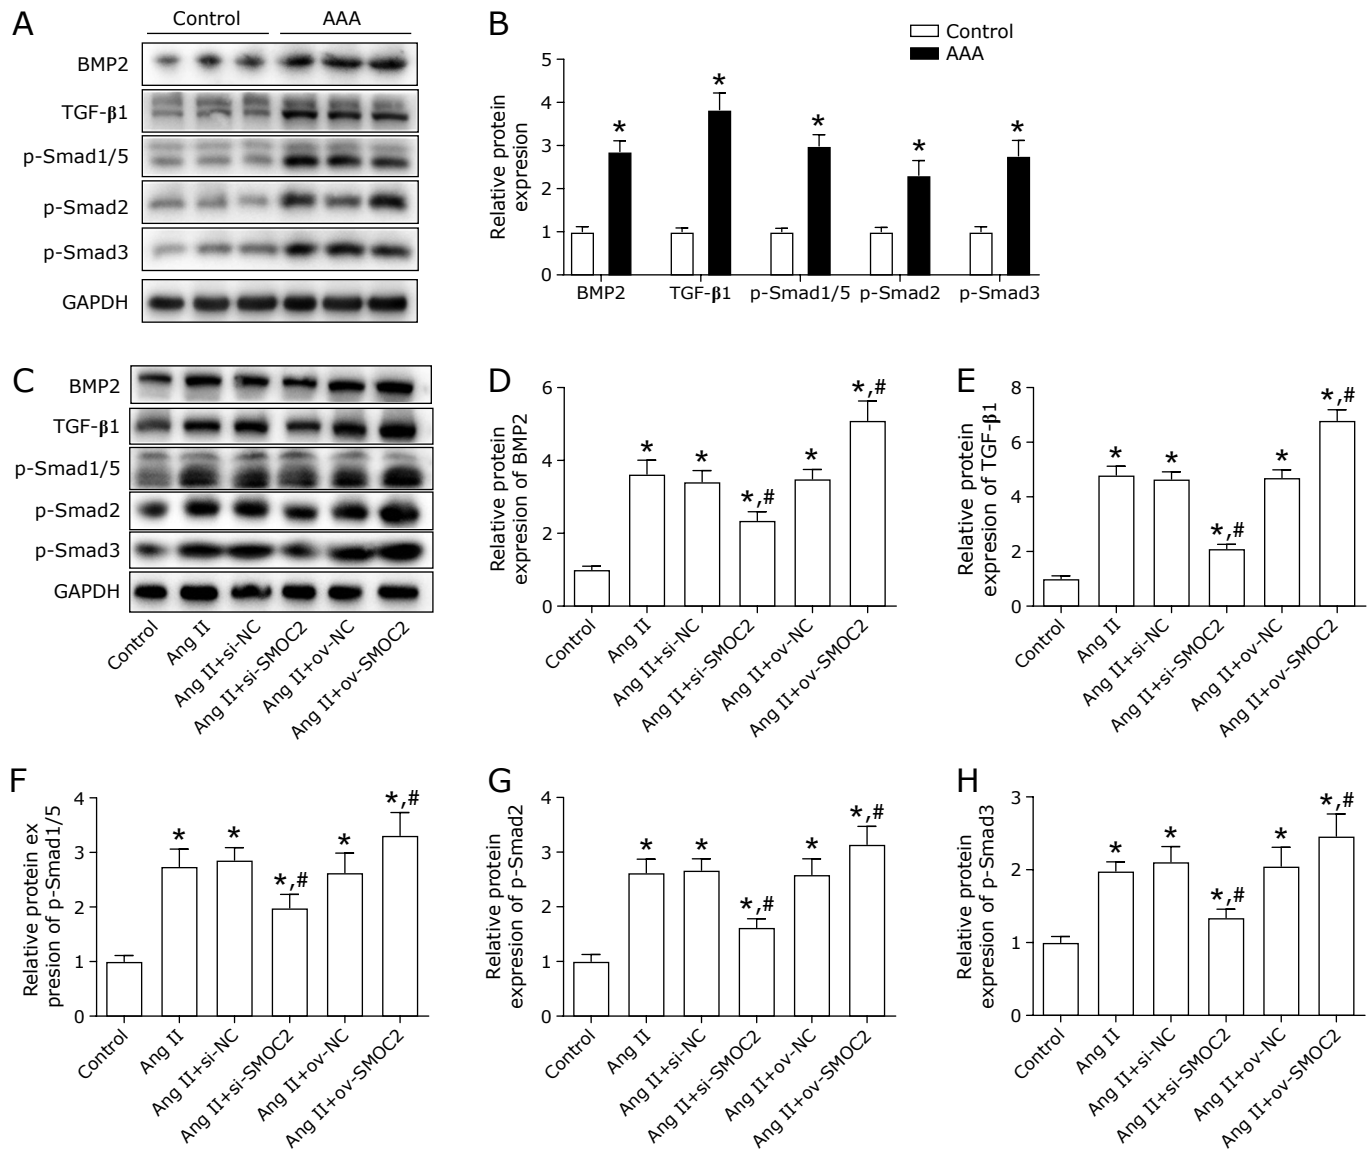 A
Control AAA
BMP2
TGF-β1
p-Smad1/5
p-Smad2
p-Smad3
GAPDH
B
Control
AAA
Relative protein
expresion
5
4
3
2
1
0
* * * * *
BMP2 TGF-β1 p-Smad1/5 p-Smad2 p-Smad3
C
BMP2
TGF-β1
p-Smad1/5
p-Smad2
p-Smad3
GAPDH
Control
Ang II
Ang II+si-NC
Ang II+si-SMOC2
Ang II+ov-NC
Ang II+ov-SMOC2
D
Relative protein
expresion of BMP2
6
4
2
0
* * *,# * *,#
Control
Ang II
Ang II+si-NC
Ang II+si-SMOC2
Ang II+ov-NC
Ang II+ov-SMOC2
E
Relative protein
expresion of TGF-β1
8
6
4
2
0
* * *,# * *,#
Control
Ang II
Ang II+si-NC
Ang II+si-SMOC2
Ang II+ov-NC
Ang II+ov-SMOC2
F
Relative protein ex
presion of p-Smad1/5
4
3
2
1
0
* * *,# * *,#
Control
Ang II
Ang II+si-NC
Ang II+si-SMOC2
Ang II+ov-NC
Ang II+ov-SMOC2
G
Relative protein
expresion of p-Smad2
4
3
2
1
0
* * *,# * *,#
Control
Ang II
Ang II+si-NC
Ang II+si-SMOC2
Ang II+ov-NC
Ang II+ov-SMOC2
H
Relative protein
expresion of p-Smad3
3
2
1
0
* * *,# * *,#
Control
Ang II
Ang II+si-NC
Ang II+si-SMOC2
Ang II+ov-NC
Ang II+ov-SMOC2